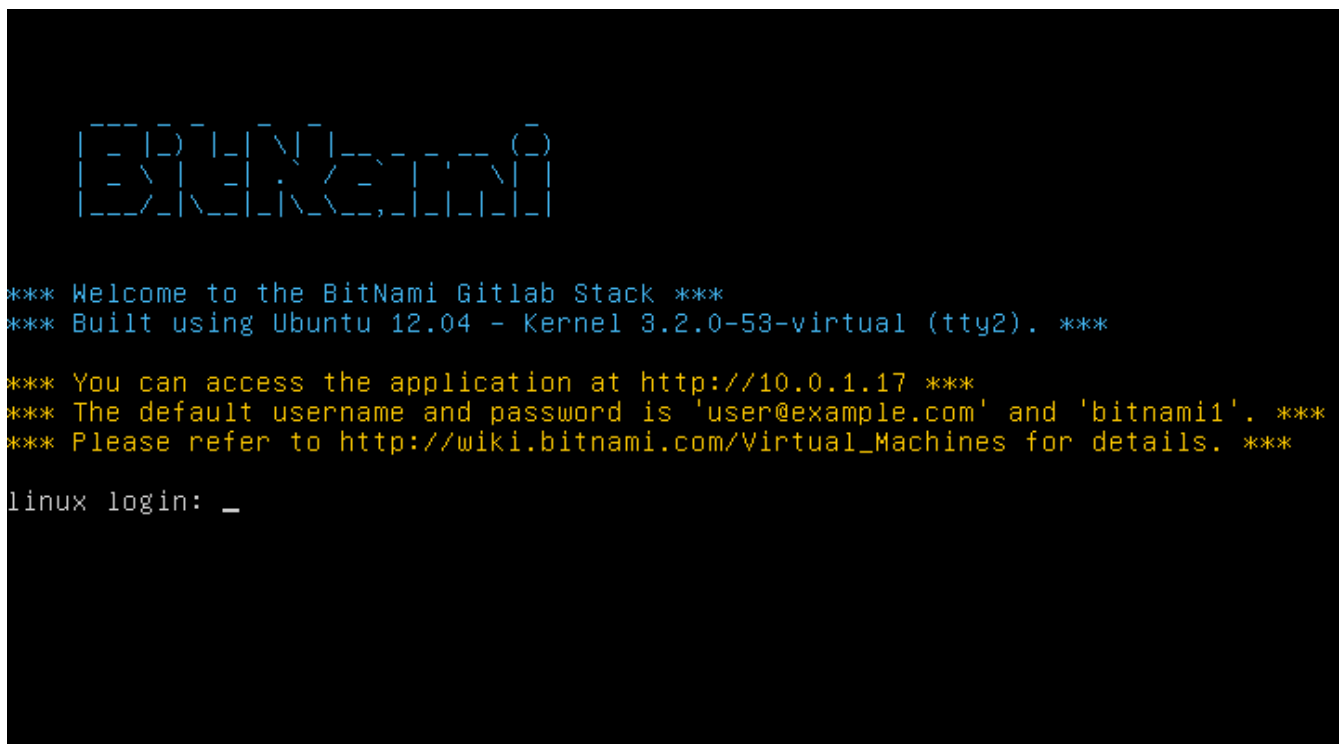 BitNami
*** Welcome to the BitNami Gitlab Stack ***
*** Built using Ubuntu 12.04 - Kernel 3.2.0-53-virtual (tty2). ***
*** You can access the application at http://10.0.1.17 ***
*** The default username and password is 'user@example.com' and 'bitnami1'. ***
*** Please refer to http://wiki.bitnami.com/Virtual_Machines for details. ***
linux login: _